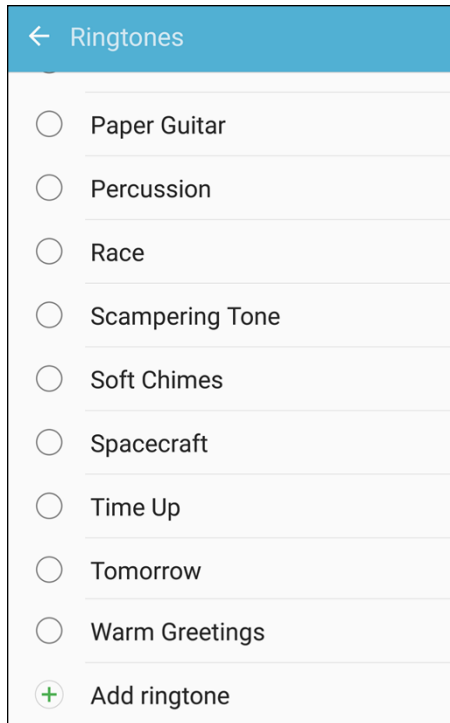 Ringtones
Paper Guitar
Percussion
Race
Scampering Tone
Soft Chimes
Spacecraft
Time Up
Tomorrow
Warm Greetings
Add ringtone